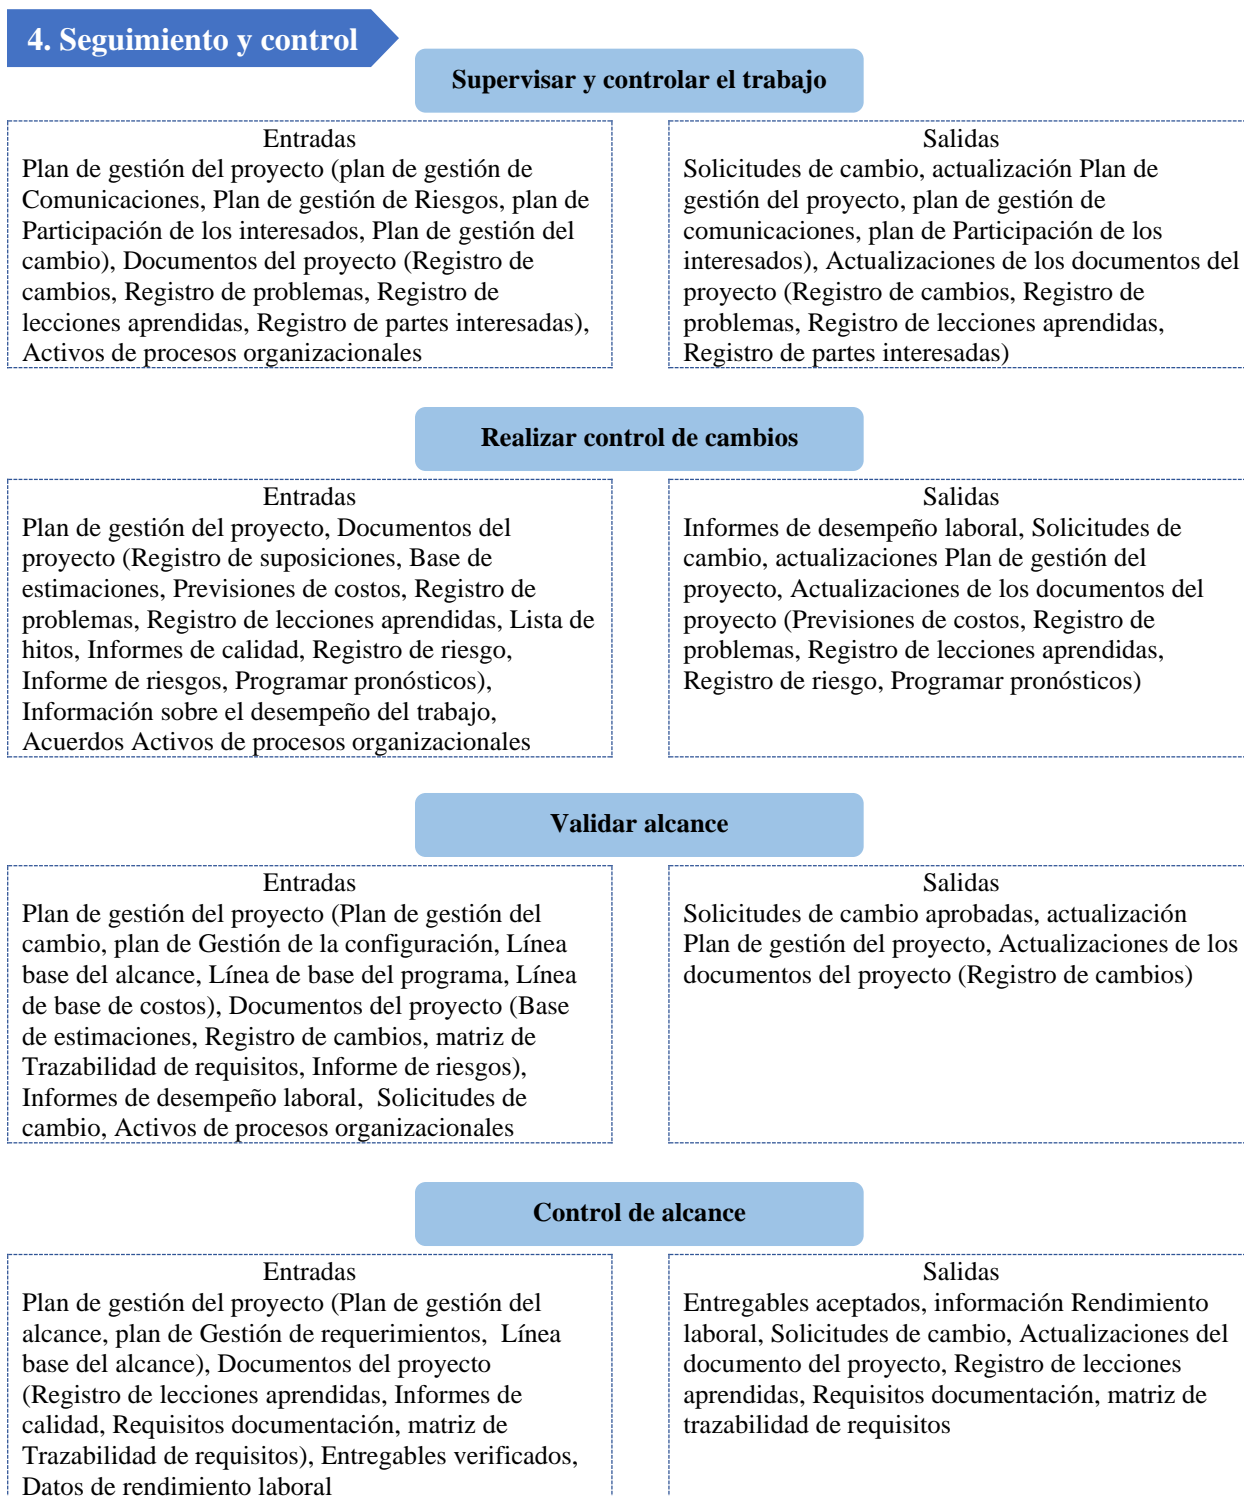 4. Seguimiento y control
Supervisar y controlar el trabajo
Entradas
Plan de gestión del proyecto (plan de gestión de
Comunicaciones, Plan de gestión de Riesgos, plan de
Participación de los interesados, Plan de gestión del
cambio), Documentos del proyecto (Registro de
cambios, Registro de problemas, Registro de
lecciones aprendidas, Registro de partes interesadas),
Activos de procesos organizacionales
Salidas
Solicitudes de cambio, actualización Plan de
gestión del proyecto, plan de gestión de
comunicaciones, plan de Participación de los
interesados), Actualizaciones de los documentos del
proyecto (Registro de cambios, Registro de
problemas, Registro de lecciones aprendidas,
Registro de partes interesadas)
Realizar control de cambios
Entradas
Plan de gestión del proyecto, Documentos del
proyecto (Registro de suposiciones, Base de
estimaciones, Previsiones de costos, Registro de
problemas, Registro de lecciones aprendidas, Lista de
hitos, Informes de calidad, Registro de riesgo,
Informe de riesgos, Programar pronósticos),
Información sobre el desempeño del trabajo,
Acuerdos Activos de procesos organizacionales
Salidas
Informes de desempeño laboral, Solicitudes de
cambio, actualizaciones Plan de gestión del
proyecto, Actualizaciones de los documentos del
proyecto (Previsiones de costos, Registro de
problemas, Registro de lecciones aprendidas,
Registro de riesgo, Programar pronósticos)
Validar alcance
Entradas
Plan de gestión del proyecto (Plan de gestión del
cambio, plan de Gestión de la configuración, Línea
base del alcance, Línea de base del programa, Línea
de base de costos), Documentos del proyecto (Base
de estimaciones, Registro de cambios, matriz de
Trazabilidad de requisitos, Informe de riesgos),
Informes de desempeño laboral,  Solicitudes de
cambio, Activos de procesos organizacionales
Salidas
Solicitudes de cambio aprobadas, actualización
Plan de gestión del proyecto, Actualizaciones de los
documentos del proyecto (Registro de cambios)
Control de alcance
Entradas
Plan de gestión del proyecto (Plan de gestión del
alcance, plan de Gestión de requerimientos,  Línea
base del alcance), Documentos del proyecto
(Registro de lecciones aprendidas, Informes de
calidad, Requisitos documentación, matriz de
Trazabilidad de requisitos), Entregables verificados,
Datos de rendimiento laboral
Salidas
Entregables aceptados, información Rendimiento
laboral, Solicitudes de cambio, Actualizaciones del
documento del proyecto, Registro de lecciones
aprendidas, Requisitos documentación, matriz de
trazabilidad de requisitos